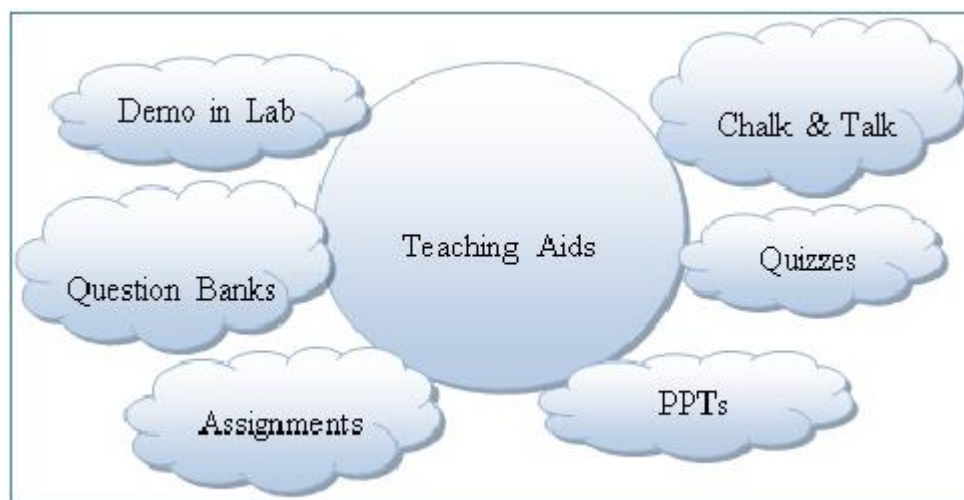 Demo in Lab
Chalk & Talk
Teaching Aids
Quizzes
Question Banks
PPTs
Assignments